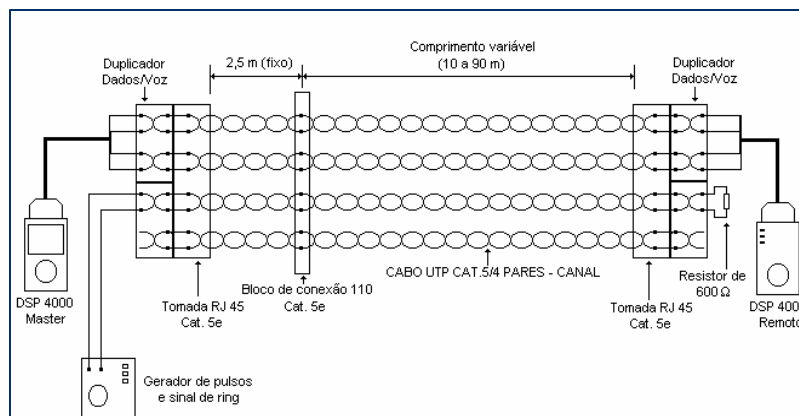 Duplicador
Dados/Voz
2,5 m (fixo)
Comprimento variável
(10 a 90 m)
Duplicador
Dados/Voz
DSP 4000
Master
Tomada RJ 45
Cat. 5e
Bloco de conexão 110
Cat. 5e
CABO UTP CAT.5/4 PARES - CANAL
Tomada RJ 45
Cat. 5e
Resistor de
600 Ω
DSP 400
Remoto
Gerador de pulsos
e sinal de ring